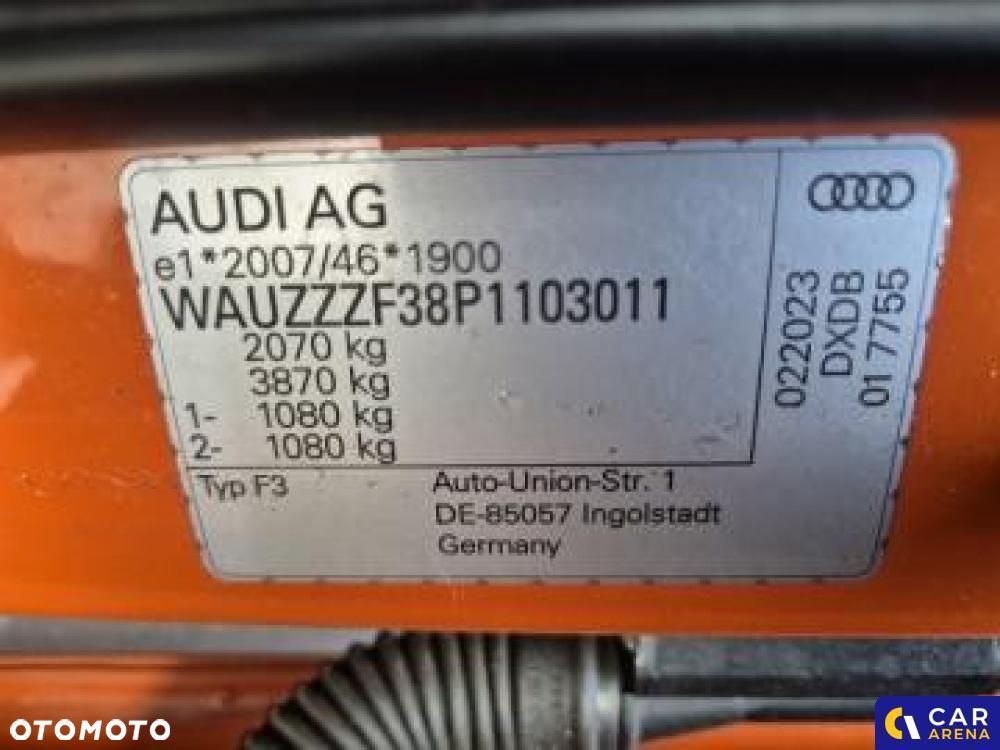 AUDI AG
e1*2007/46*1900
WAUZZZF38P1103011
2070 kg
3870 kg
1- 1080 kg
2- 1080 kg
Typ F3
Auto-Union-Str. 1
DE-85057 Ingolstadt
Germany
022023
DXDB
01 7755
OTOMOTO
CAR
ARENA